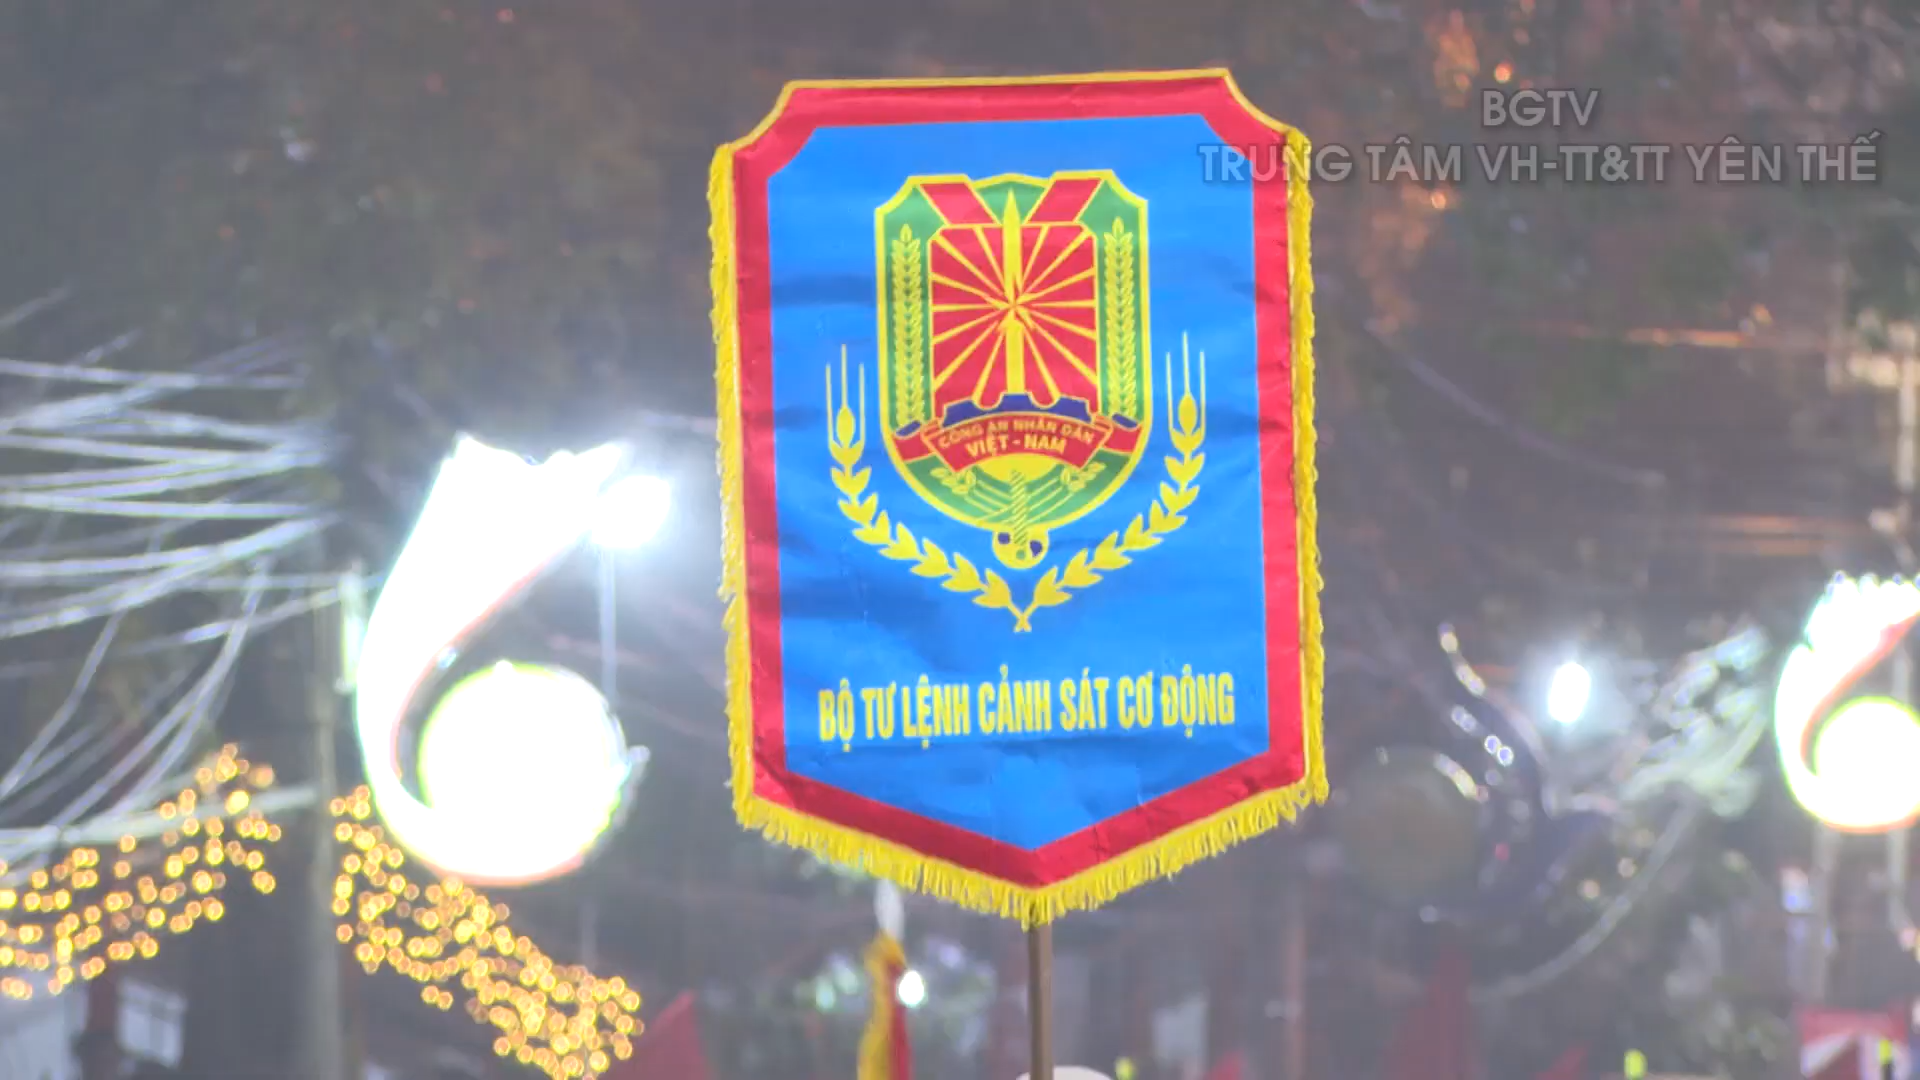 BGTV
TRUNG TÂM VH-TT&TT YÊN THẾ
CÔNG AN NHÂN DÂN
VIỆT - NAM
BỘ TƯ LỆNH CẢNH SÁT CƠ ĐỘNG